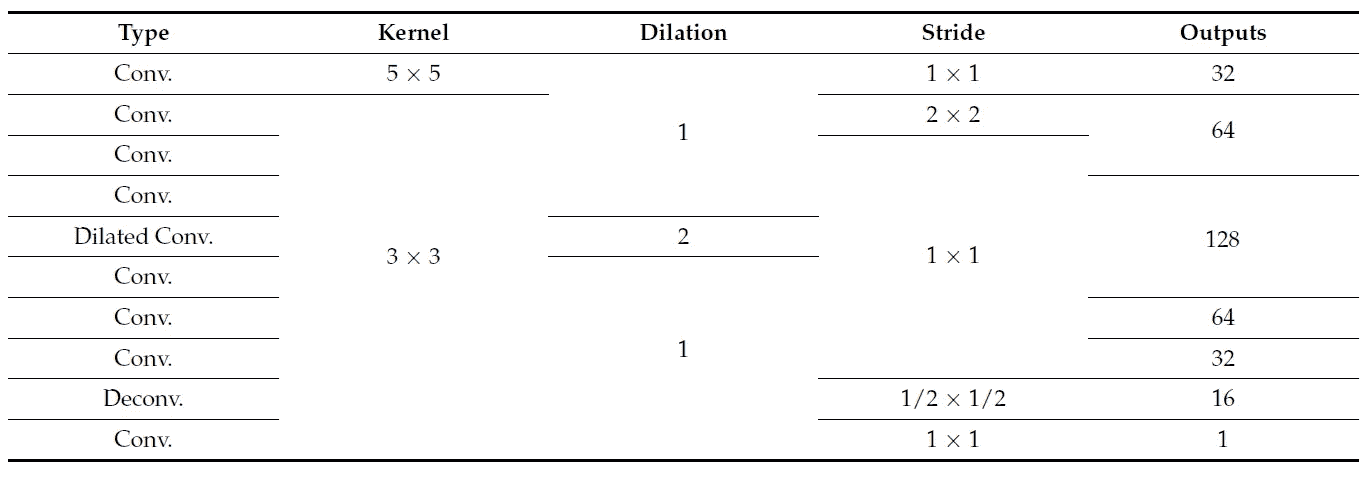 Type Kernel Dilation Stride Outputs
Conv. 5 × 5 1 × 1 32
Conv. 2 × 2
1 64
Conv.
Conv.
Dilated Conv. 2 128
3 × 3 1 × 1
Conv.
Conv. 64
1
Conv. 32
Deconv. 1/2 × 1/2 16
Conv. 1 × 1 1